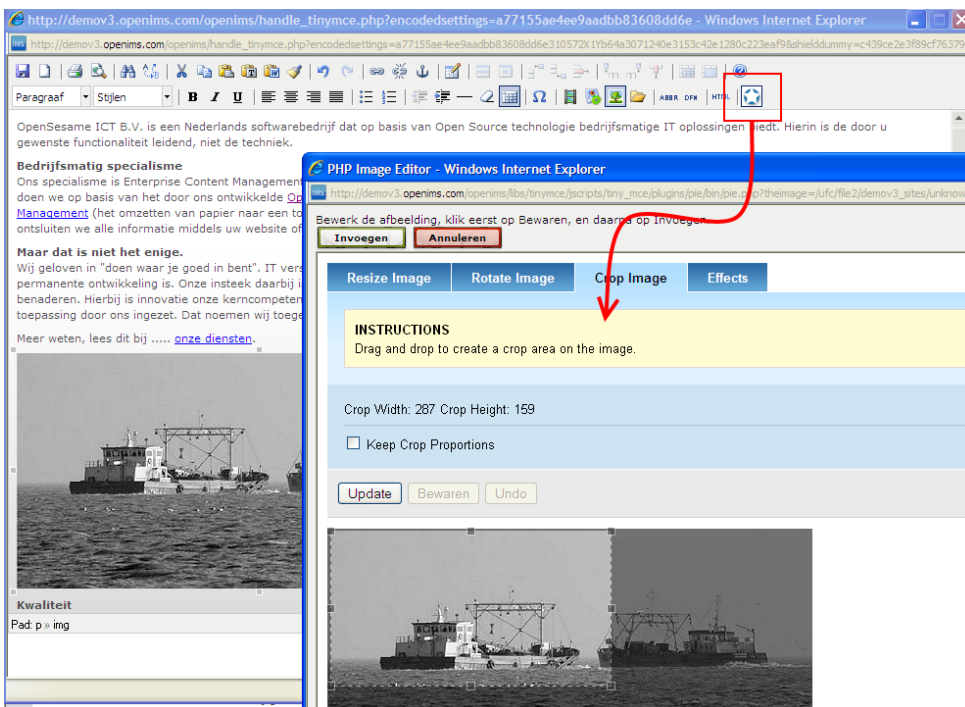 http://demov3.openims.com/openims/handle_tinymce.php?encodedsettings=a77155ae4ee9aadbb83608dd6e - Windows Internet Explorer
http://demov3.openims.com/openims/handle_tinymce.php?encodedsettings=a77155ae4ee9aadbb83608dd6e310572X1Yb64a3071240e3153c42e1280c223eaf9&shielddummy=c439ce2e3f89cf76379
Paragraaf Stijlen B I U ABBR DFN HTML
OpenSesame ICT B.V. is een Nederlands softwarebedrijf dat op basis van Open Source technologie bedrijfsmatige IT oplossingen biedt. Hierin is de door u
gewenste functionaliteit leidend, niet de techniek.
Bedrijfsmatig specialisme
Ons specialisme is Enterprise Content Management
doen we op basis van het door ons ontwikkelde Op
Management (het omzetten van papier naar een to
ontsluiten we alle informatie middels uw website of
Maar dat is niet het enige.
Wij geloven in "doen waar je goed in bent". IT vers
permanente ontwikkeling is. Onze insteek daarbij i
benaderen. Hierbij is innovatie onze kerncompeten
toepassing door ons ingezet. Dat noemen wij toege
Meer weten, lees dit bij ..... onze diensten.
Kwaliteit
Pad: p » img
PHP Image Editor - Windows Internet Explorer
http://demov3.openims.com/openims/libs/tinymce/jscripts/tiny_mce/plugins/pie/bin/pie.php?theimage=/ufc/file2/demov3_sites/unknow
Bewerk de afbeelding, klik eerst op Bewaren, en daarna op Invoegen.
Invoegen Annuleren
Resize Image Rotate Image Crop Image Effects
INSTRUCTIONS
Drag and drop to create a crop area on the image.
Crop Width: 287 Crop Height: 159
Keep Crop Proportions
Update Bewaren Undo